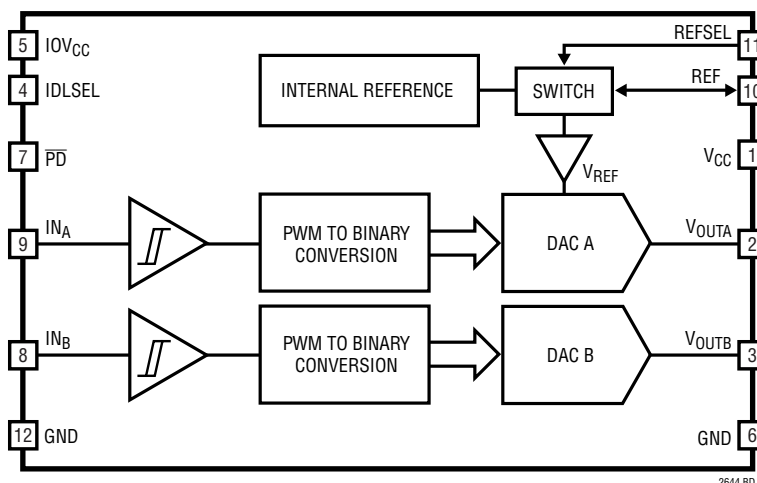 5 IOVCC
4 IDLSEL
7 PD
9 INA
8 INB
12 GND
INTERNAL REFERENCE
SWITCH
REFSEL 11
REF 10
VCC 1
VREF
PWM TO BINARY
CONVERSION
DAC A
VOUTA 2
PWM TO BINARY
CONVERSION
DAC B
VOUTB 3
GND 6
2644 BD